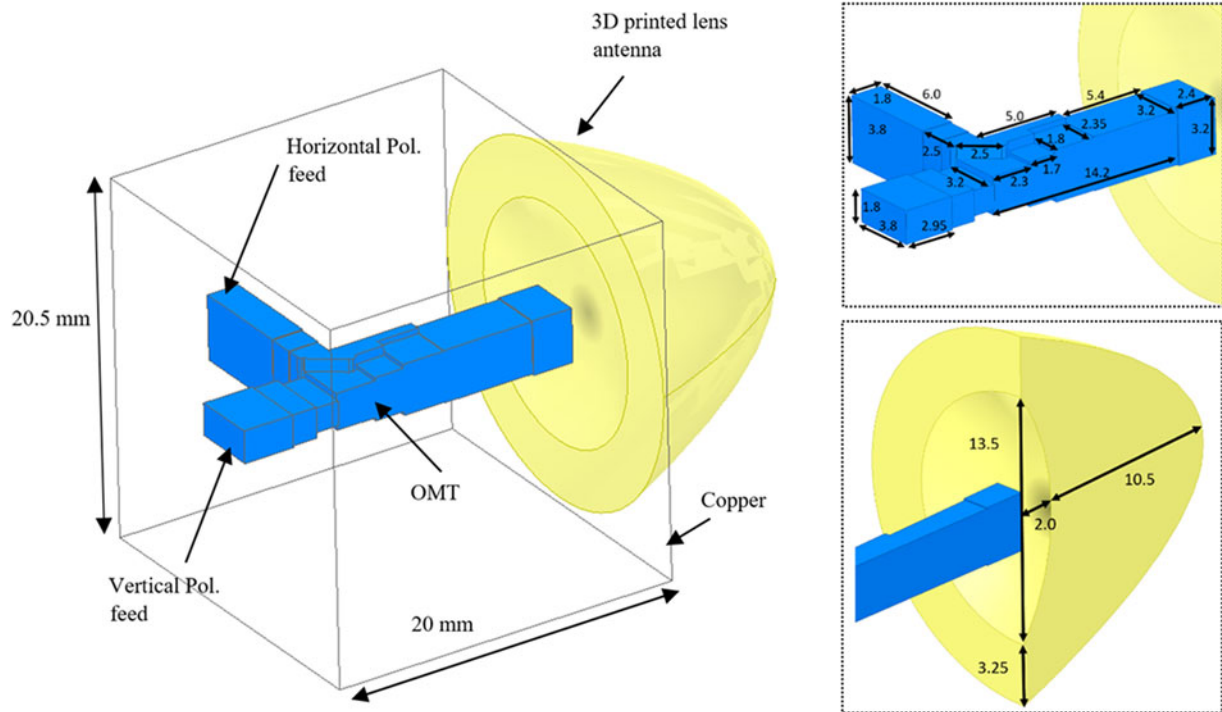 3D printed lens
antenna
Horizontal Pol.
feed
20.5 mm
OMT
Copper
Vertical Pol.
feed
20 mm
1.8
6.0
3.8
5.0
5.4
2.4
3.2
2.35
3.2
2.5
2.5
1.8
1.7
3.2
2.3
14.2
1.8
3.8
2.95
13.5
10.5
2.0
3.25